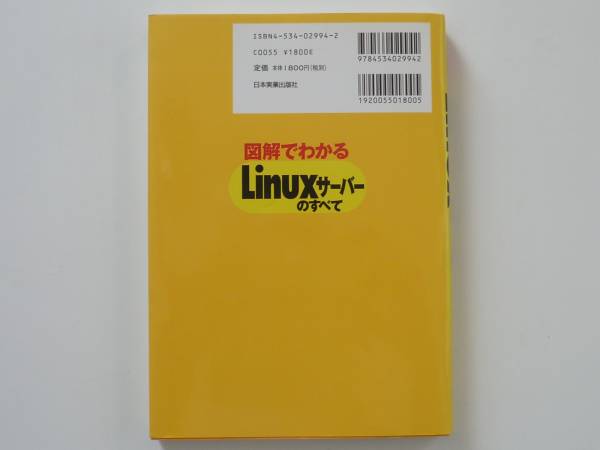 ISBN4-534-02994-2
C0055 ¥1800E
定価 本体1800円(税別)
日本実業出版社
9784534029942
1920055018005
図解でわかる
Linuxサーバー
のすべて